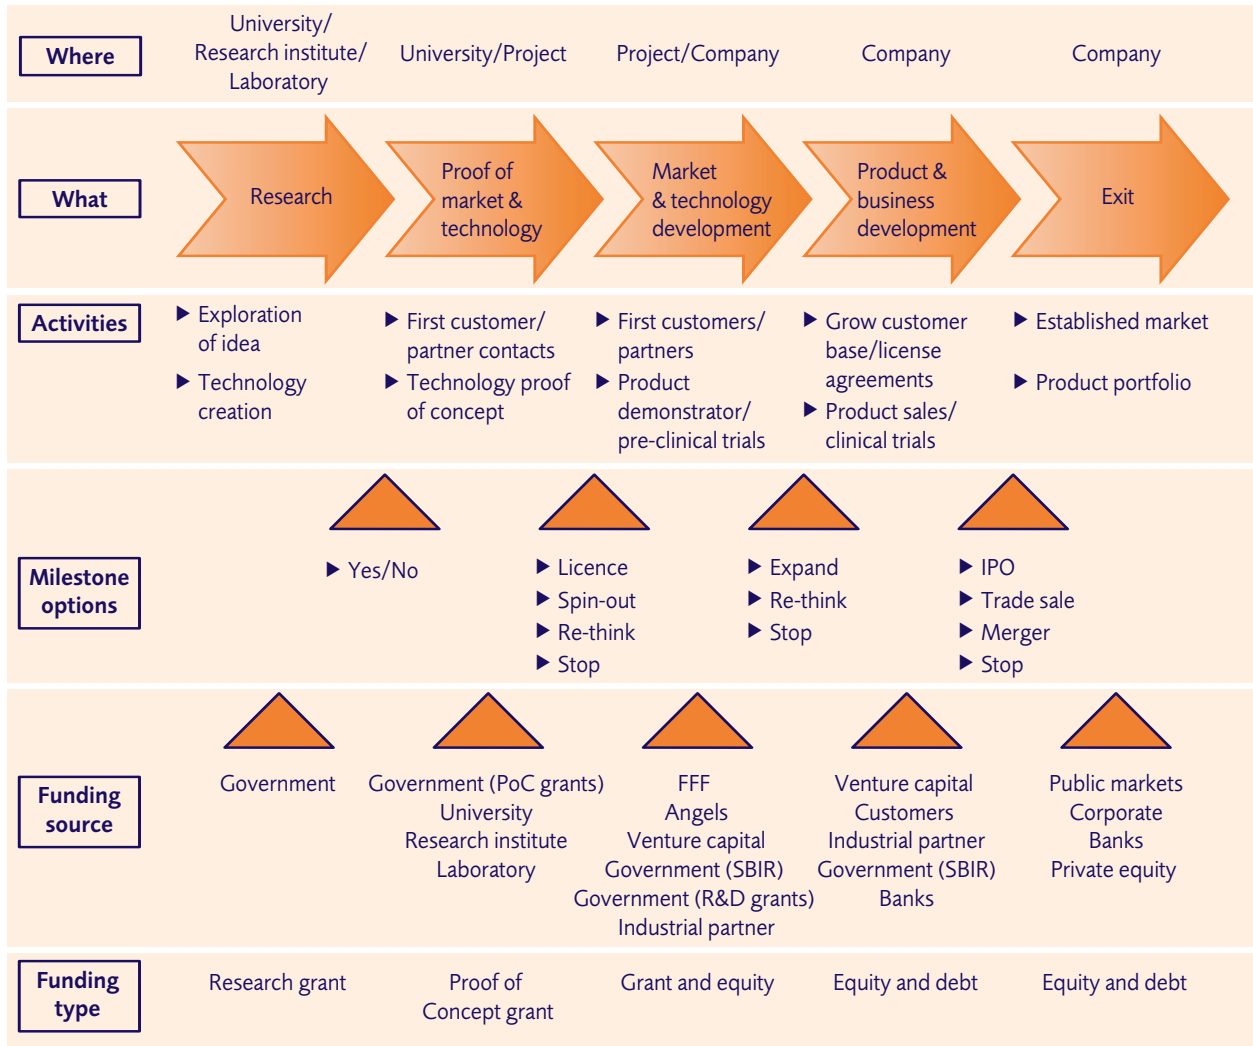 Where
University/
Research institute/
Laboratory
University/Project
Project/Company
Company
Company
What
Research
Proof of
market &
technology
Market
& technology
development
Product &
business
development
Exit
Activities
▶ Exploration
of idea
▶ Technology
creation
▶ First customer/
partner contacts
▶ Technology proof
of concept
▶ First customers/
partners
▶ Product
demonstrator/
pre-clinical trials
▶ Grow customer
base/license
agreements
▶ Product sales/
clinical trials
▶ Established market
▶ Product portfolio
Milestone
options
▶ Yes/No
▶ Licence
▶ Spin-out
▶ Re-think
▶ Stop
▶ Expand
▶ Re-think
▶ Stop
▶ IPO
▶ Trade sale
▶ Merger
▶ Stop
Funding
source
Government
Government (PoC grants)
University
Research institute
Laboratory
FFF
Angels
Venture capital
Government (SBIR)
Government (R&D grants)
Industrial partner
Venture capital
Customers
Industrial partner
Government (SBIR)
Banks
Public markets
Corporate
Banks
Private equity
Funding
type
Research grant
Proof of
Concept grant
Grant and equity
Equity and debt
Equity and debt